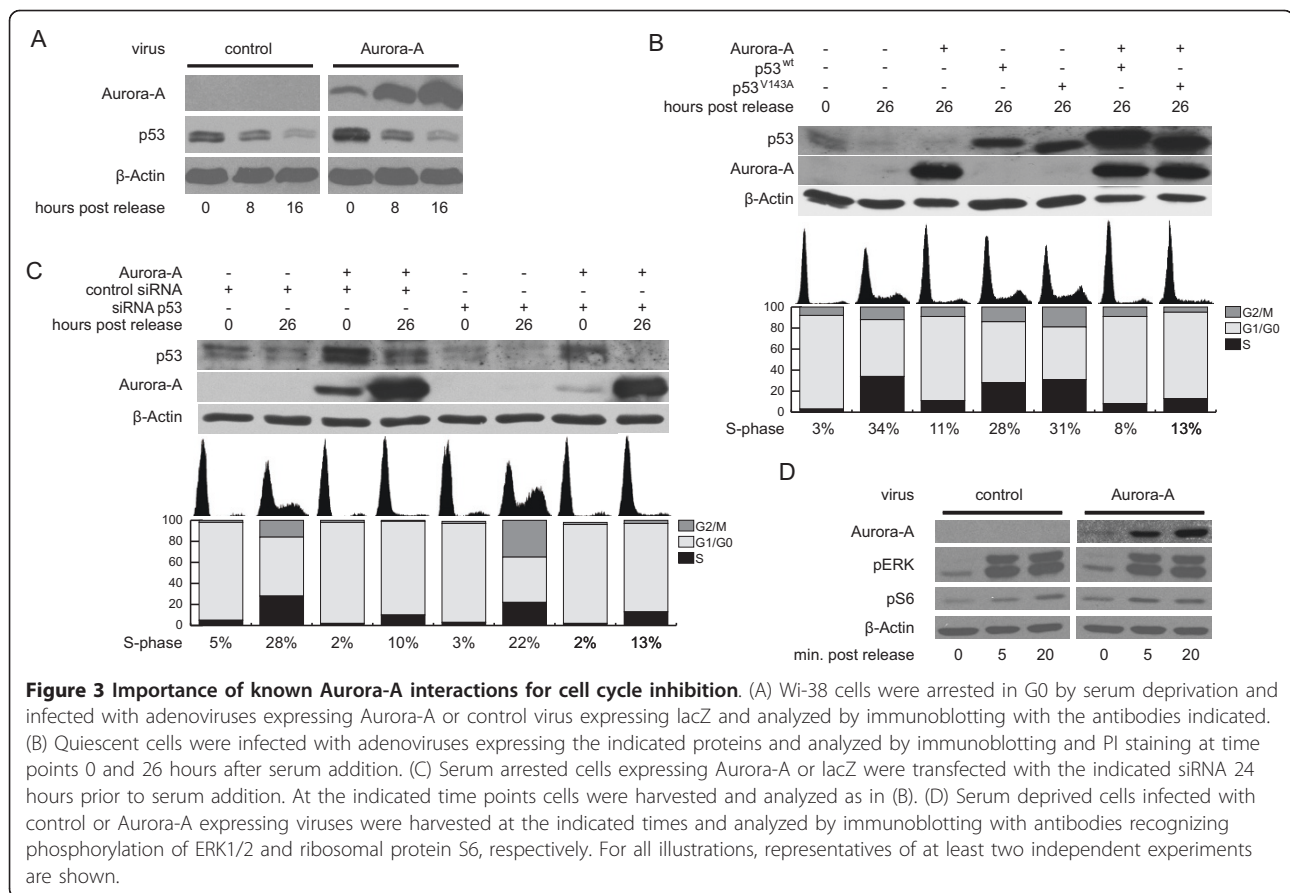 A
virus control Aurora-A
Aurora-A
p53
β-Actin
hours post release 0 8 16 0 8 16
B
Aurora-A - - + - - + +
p53wt - - - + - + -
p53V143A - - - - + - +
hours post release 0 26 26 26 26 26 26
p53
Aurora-A
β-Actin
100
80
60
40
20
0
G2/M
G1/G0
S
S-phase 3% 34% 11% 28% 31% 8% 13%
C
Aurora-A - - + + - - + +
control siRNA + + + + - - - -
siRNA p53 - - - - + + + +
hours post release 0 26 0 26 0 26 0 26
p53
Aurora-A
β-Actin
100
80
60
40
20
0
G2/M
G1/G0
S
S-phase 5% 28% 2% 10% 3% 22% 2% 13%
D
virus control Aurora-A
Aurora-A
pERK
pS6
β-Actin
min. post release 0 5 20 0 5 20
Figure 3 Importance of known Aurora-A interactions for cell cycle inhibition. (A) Wi-38 cells were arrested in G0 by serum deprivation and
infected with adenoviruses expressing Aurora-A or control virus expressing lacZ and analyzed by immunoblotting with the antibodies indicated.
(B) Quiescent cells were infected with adenoviruses expressing the indicated proteins and analyzed by immunoblotting and PI staining at time
points 0 and 26 hours after serum addition. (C) Serum arrested cells expressing Aurora-A or lacZ were transfected with the indicated siRNA 24
hours prior to serum addition. At the indicated time points cells were harvested and analyzed as in (B). (D) Serum deprived cells infected with
control or Aurora-A expressing viruses were harvested at the indicated times and analyzed by immunoblotting with antibodies recognizing
phosphorylation of ERK1/2 and ribosomal protein S6, respectively. For all illustrations, representatives of at least two independent experiments
are shown.